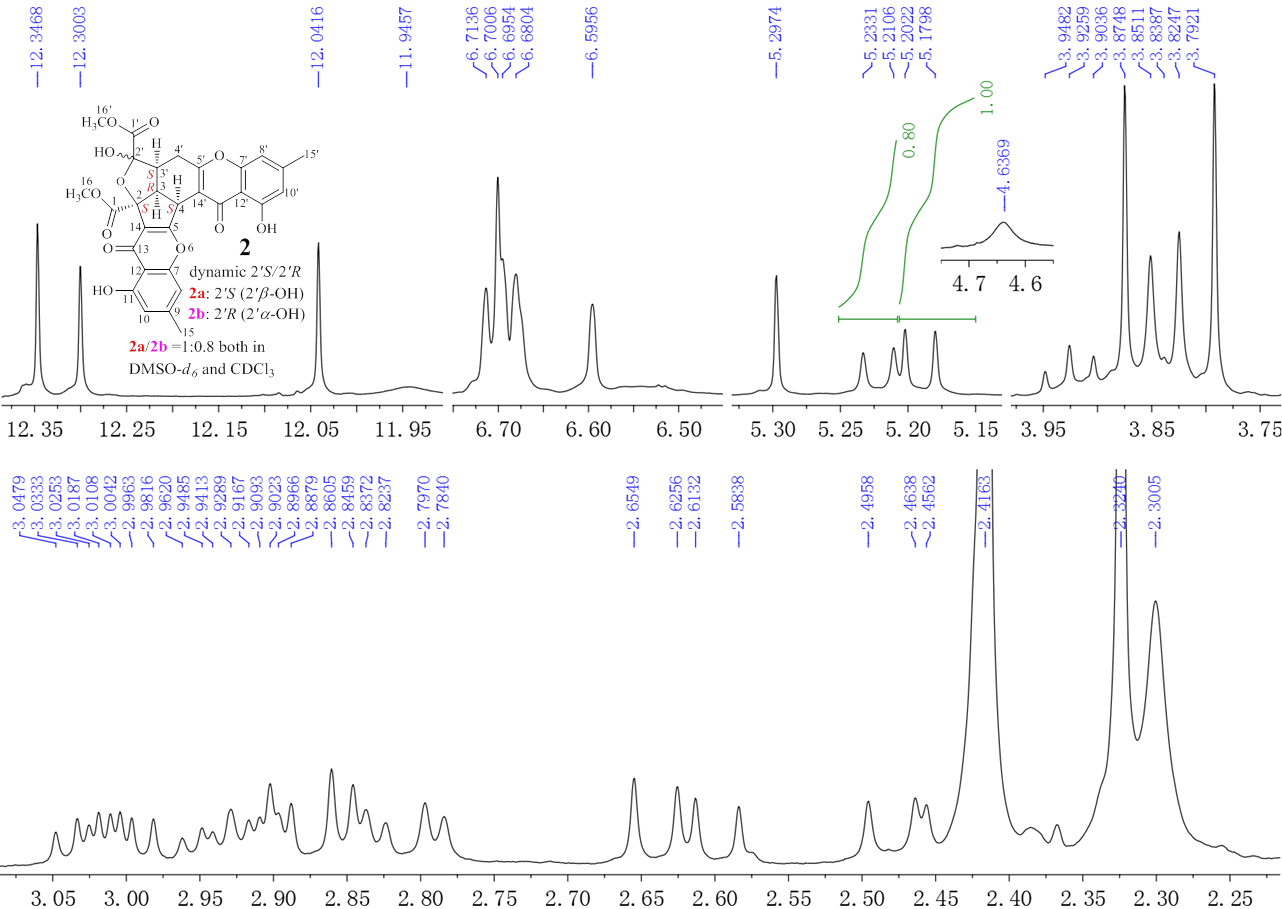 12.3468
12.3003
12.0416
11.9457
6.7136
6.7006
6.6954
6.6804
6.5956
5.2974
5.2331
5.2106
5.2022
5.1798
3.9482
3.9259
3.9036
3.8748
3.8511
3.8387
3.8247
3.7921
16'
H₃CO
1'
O
HO
2'
H
4'
5'
O
7'
8'
15'
3'
S
R
3
H
O
16
H₃CO
1
2
S
H
S
4
14'
12'
10'
O
O
OH
14
5
O
13
O6
12
7
HO
11
10
9
15
2
dynamic 2'S/2'R
2a: 2'S (2'β-OH)
2b: 2'R (2'α-OH)
2a/2b =1:0.8 both in
DMSO-d₆ and CDCl₃
0.80
1.00
4.6369
4.7 4.6
12.35 12.25 12.15 12.05 11.95
6.70 6.60 6.50
5.30 5.25 5.20 5.15
3.95 3.85 3.75
3.0479
3.0333
3.0253
3.0187
3.0108
3.0042
2.9963
2.9816
2.9620
2.9485
2.9413
2.9289
2.9167
2.9093
2.9023
2.8966
2.8879
2.8605
2.8459
2.8372
2.8237
2.7970
2.7840
2.6549
2.6256
2.6132
2.5838
2.4958
2.4638
2.4562
2.4163
2.3240
2.3005
3.05 3.00 2.95 2.90 2.85 2.80 2.75 2.70 2.65 2.60 2.55 2.50 2.45 2.40 2.35 2.30 2.25